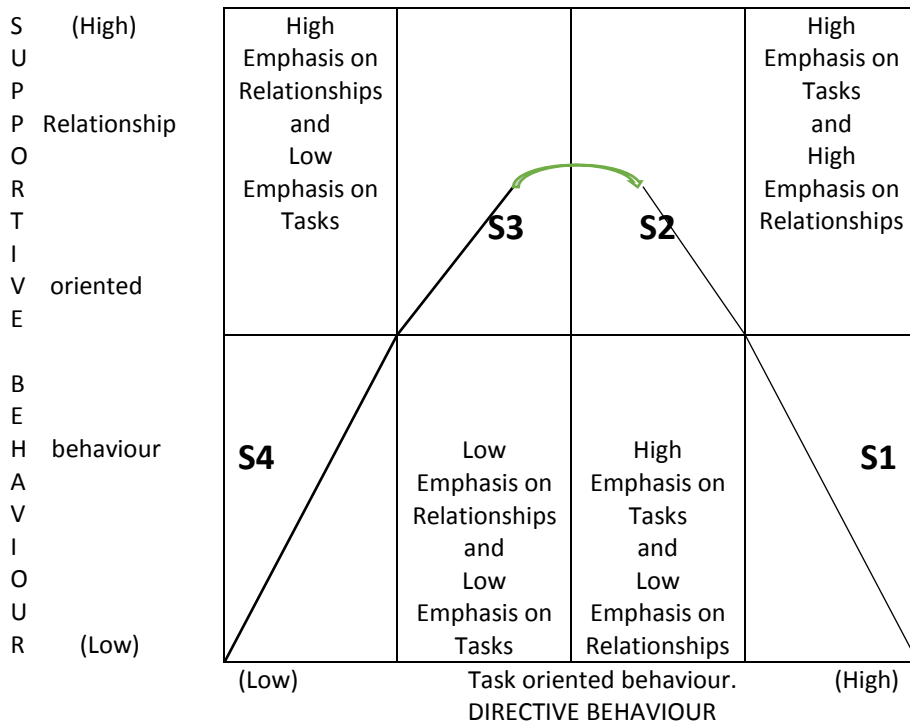 SUPPORTIVE BEHAVIOUR
(High)
Relationship
oriented
behaviour
(Low)
High
Emphasis on
Relationships
and
Low
Emphasis on
Tasks
S3
S2
High
Emphasis on
Tasks
and
High
Emphasis on
Relationships
S4
Low
Emphasis on
Relationships
and
Low
Emphasis on
Tasks
High
Emphasis on
Tasks
and
Low
Emphasis on
Relationships
S1
(Low)
Task oriented behaviour.
(High)
DIRECTIVE BEHAVIOUR